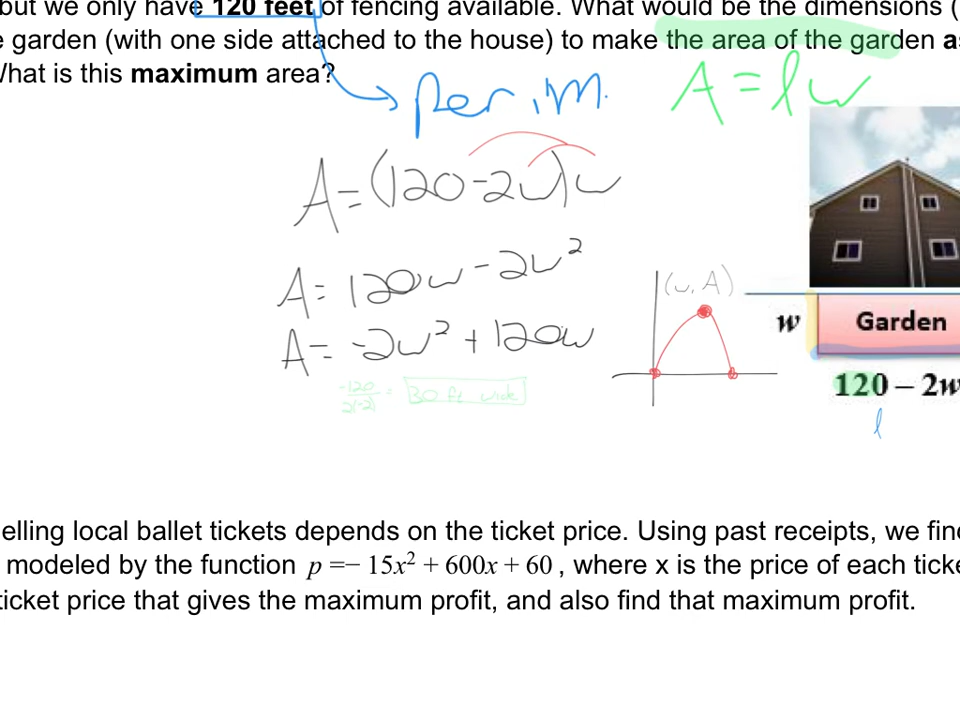 but we only have 120 feet of fencing available. What would be the dimensions (
garden (with one side attached to the house) to make the area of the garden a
What is this maximum area?
perim.
A = lw
A = (120 - 2w)w
A = 120w - 2w²
(w, A)
w
Garden
A = -2w² + 120w
120 – 2w
-120
2(-2)
= 30 ft wide
l
elling local ballet tickets depends on the ticket price. Using past receipts, we find
modeled by the function p =− 15x² + 600x + 60 , where x is the price of each ticke
ticket price that gives the maximum profit, and also find that maximum profit.